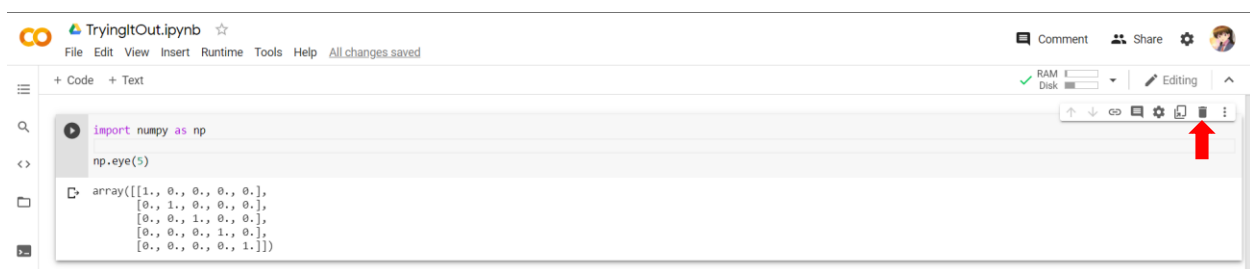 CO TryingItOut.ipynb
File Edit View Insert Runtime Tools Help All changes saved
Comment Share
+ Code + Text
RAM
Disk
Editing
import numpy as np
np.eye(5)
array([[1., 0., 0., 0., 0.],
[0., 1., 0., 0., 0.],
[0., 0., 1., 0., 0.],
[0., 0., 0., 1., 0.],
[0., 0., 0., 0., 1.]])